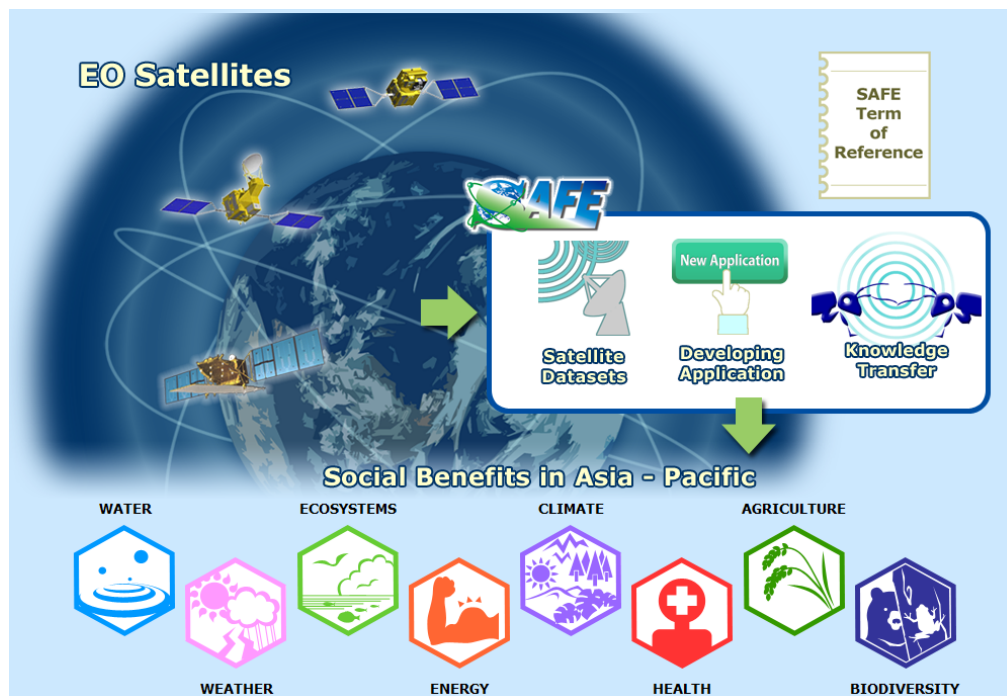 EO Satellites
SAFE
Term
of
Reference
SAFE
New Application
Satellite
Datasets
Developing
Application
Knowledge
Transfer
Social Benefits in Asia - Pacific
WATER
ECOSYSTEMS
CLIMATE
AGRICULTURE
WEATHER
ENERGY
HEALTH
BIODIVERSITY